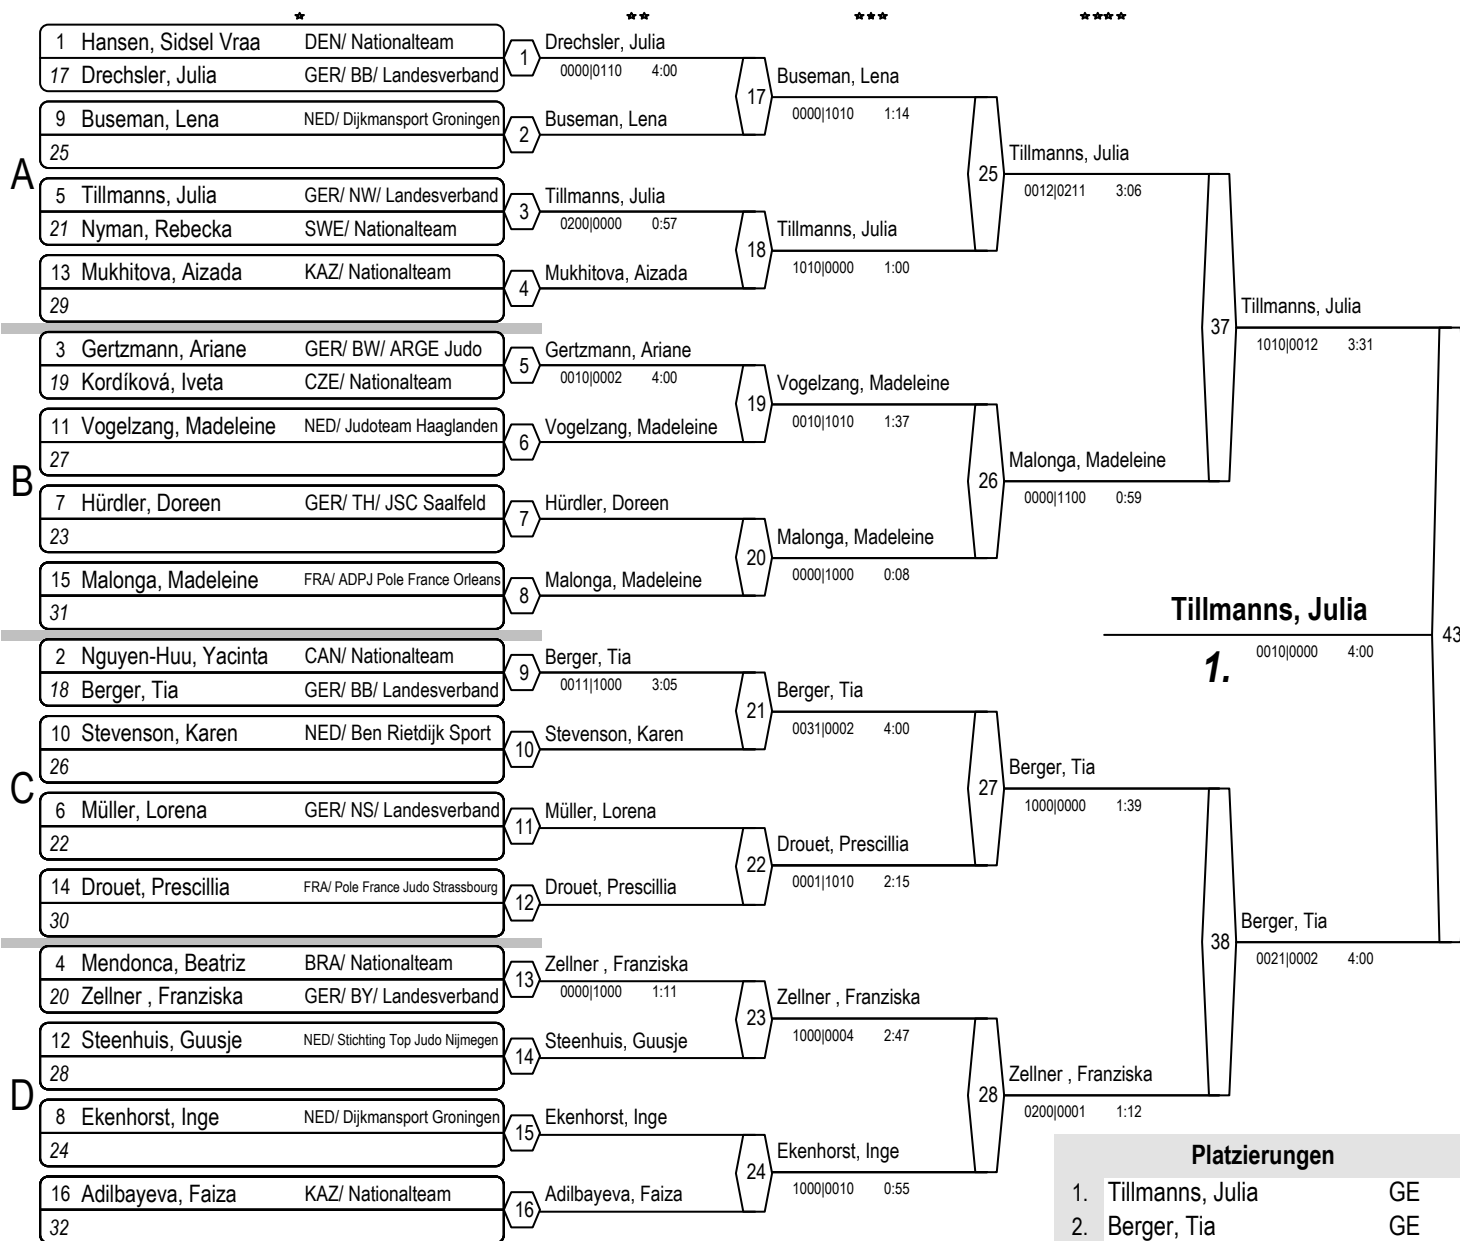 A
1 Hansen, Sidsel Vraa DEN/ Nationalteam
17 Drechsler, Julia GER/ BB/ Landesverband
9 Buseman, Lena NED/ Dijkmansport Groningen
25
5 Tillmanns, Julia GER/ NW/ Landesverband
21 Nyman, Rebecka SWE/ Nationalteam
13 Mukhitova, Aizada KAZ/ Nationalteam
29
B
3 Gertzmann, Ariane GER/ BW/ ARGE Judo
19 Kordíková, Iveta CZE/ Nationalteam
11 Vogelzang, Madeleine NED/ Judoteam Haaglanden
27
7 Hürdler, Doreen GER/ TH/ JSC Saalfeld
23
15 Malonga, Madeleine FRA/ ADPJ Pole France Orleans
31
C
2 Nguyen-Huu, Yacinta CAN/ Nationalteam
18 Berger, Tia GER/ BB/ Landesverband
10 Stevenson, Karen NED/ Ben Rietdijk Sport
26
6 Müller, Lorena GER/ NS/ Landesverband
22
14 Drouet, Prescillia FRA/ Pole France Judo Strassbourg
30
D
4 Mendonca, Beatriz BRA/ Nationalteam
20 Zellner , Franziska GER/ BY/ Landesverband
12 Steenhuis, Guusje NED/ Stichting Top Judo Nijmegen
28
8 Ekenhorst, Inge NED/ Dijkmansport Groningen
24
16 Adilbayeva, Faiza KAZ/ Nationalteam
32
1 Drechsler, Julia
0000|0110 4:00
2 Buseman, Lena
3 Tillmanns, Julia
0200|0000 0:57
4 Mukhitova, Aizada
5 Gertzmann, Ariane
0010|0002 4:00
6 Vogelzang, Madeleine
7 Hürdler, Doreen
8 Malonga, Madeleine
9 Berger, Tia
0011|1000 3:05
10 Stevenson, Karen
11 Müller, Lorena
12 Drouet, Prescillia
13 Zellner , Franziska
0000|1000 1:11
14 Steenhuis, Guusje
15 Ekenhorst, Inge
16 Adilbayeva, Faiza
17 Buseman, Lena
0000|1010 1:14
18 Tillmanns, Julia
1010|0000 1:00
19 Vogelzang, Madeleine
0010|1010 1:37
20 Malonga, Madeleine
0000|1000 0:08
21 Berger, Tia
0031|0002 4:00
22 Drouet, Prescillia
0001|1010 2:15
23 Zellner , Franziska
1000|0004 2:47
24 Ekenhorst, Inge
1000|0010 0:55
25 Tillmanns, Julia
0012|0211 3:06
26 Malonga, Madeleine
0000|1100 0:59
27 Berger, Tia
1000|0000 1:39
28 Zellner , Franziska
0200|0001 1:12
37 Tillmanns, Julia
1010|0012 3:31
38 Berger, Tia
0021|0002 4:00
Tillmanns, Julia
43
1. 0010|0000 4:00
Platzierungen
1. Tillmanns, Julia GE
2. Berger, Tia GE